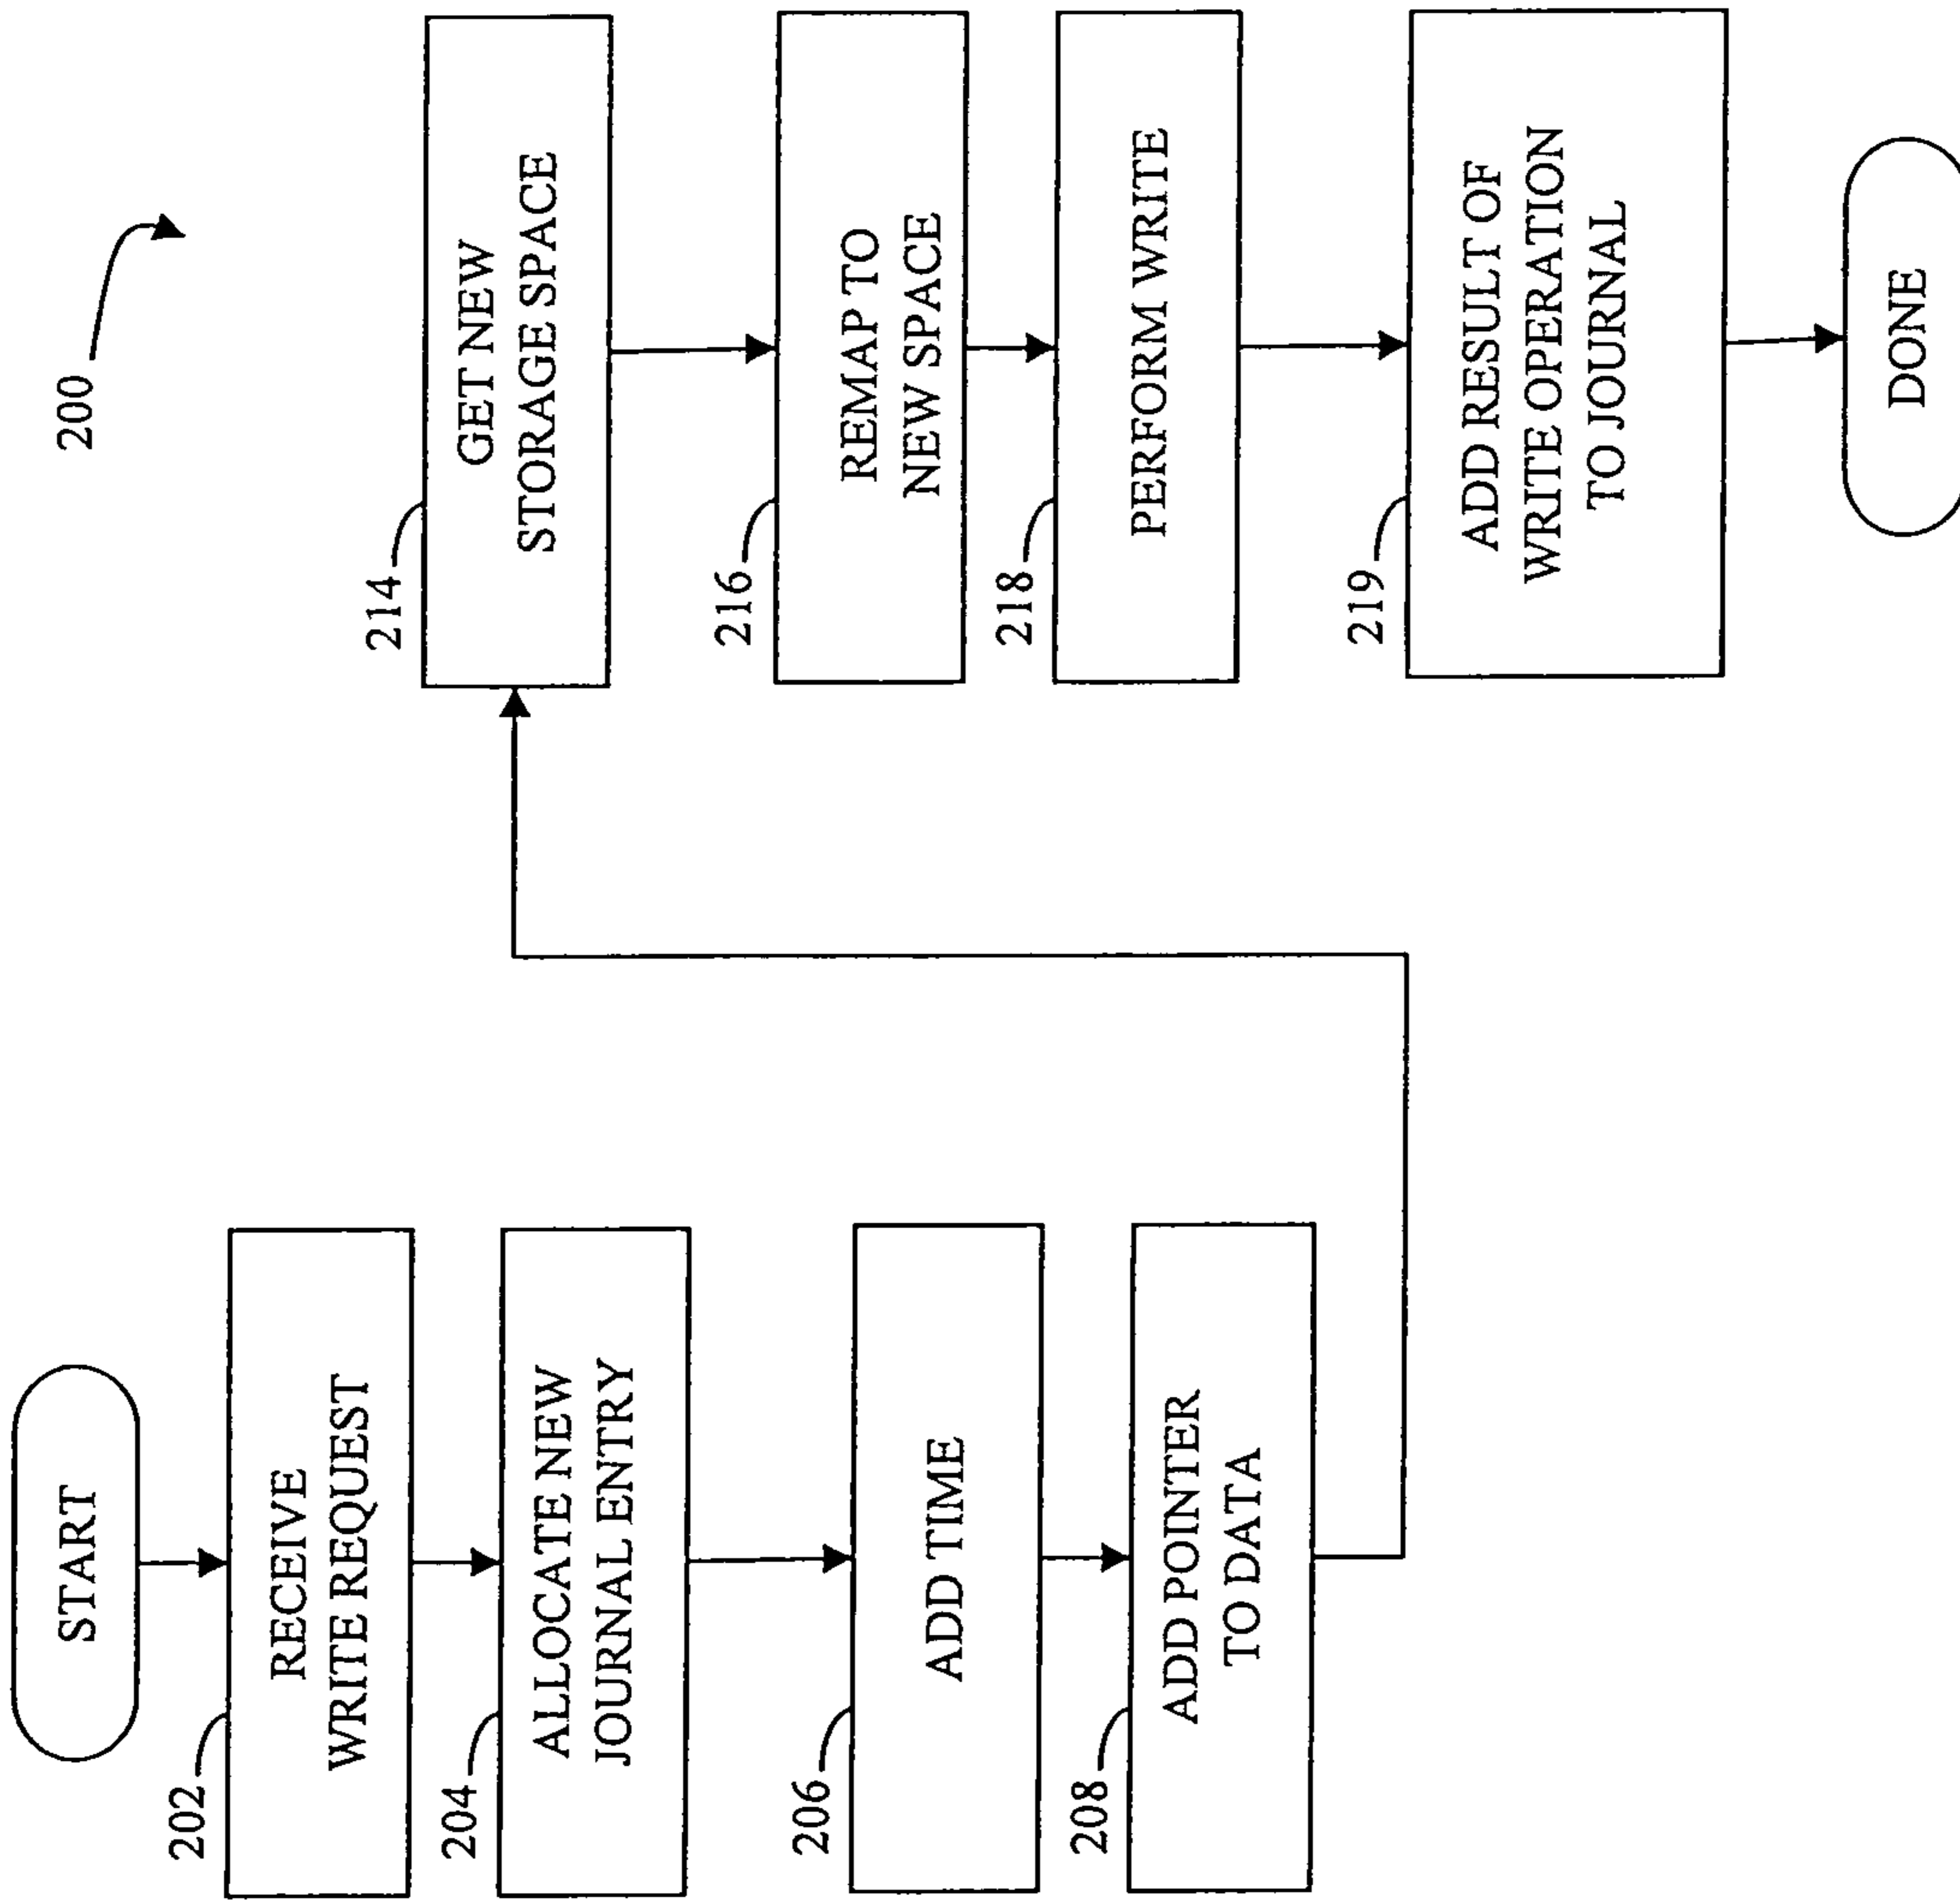 200
START
202
RECEIVE
WRITE REQUEST
204
ALLOCATE NEW
JOURNAL ENTRY
206
ADD TIME
208
ADD POINTER
TO DATA
214
GET NEW
STORAGE SPACE
216
REMAP TO
NEW SPACE
218
PERFORM WRITE
219
ADD RESULT OF
WRITE OPERATION
TO JOURNAL
DONE